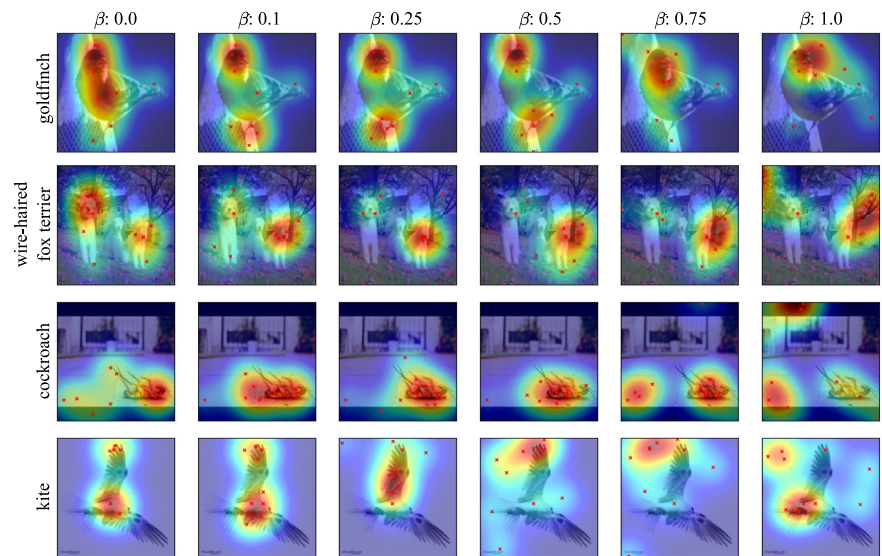 β: 0.0 β: 0.1 β: 0.25 β: 0.5 β: 0.75 β: 1.0
goldfinch
wire-haired
fox terrier
cockroach
kite